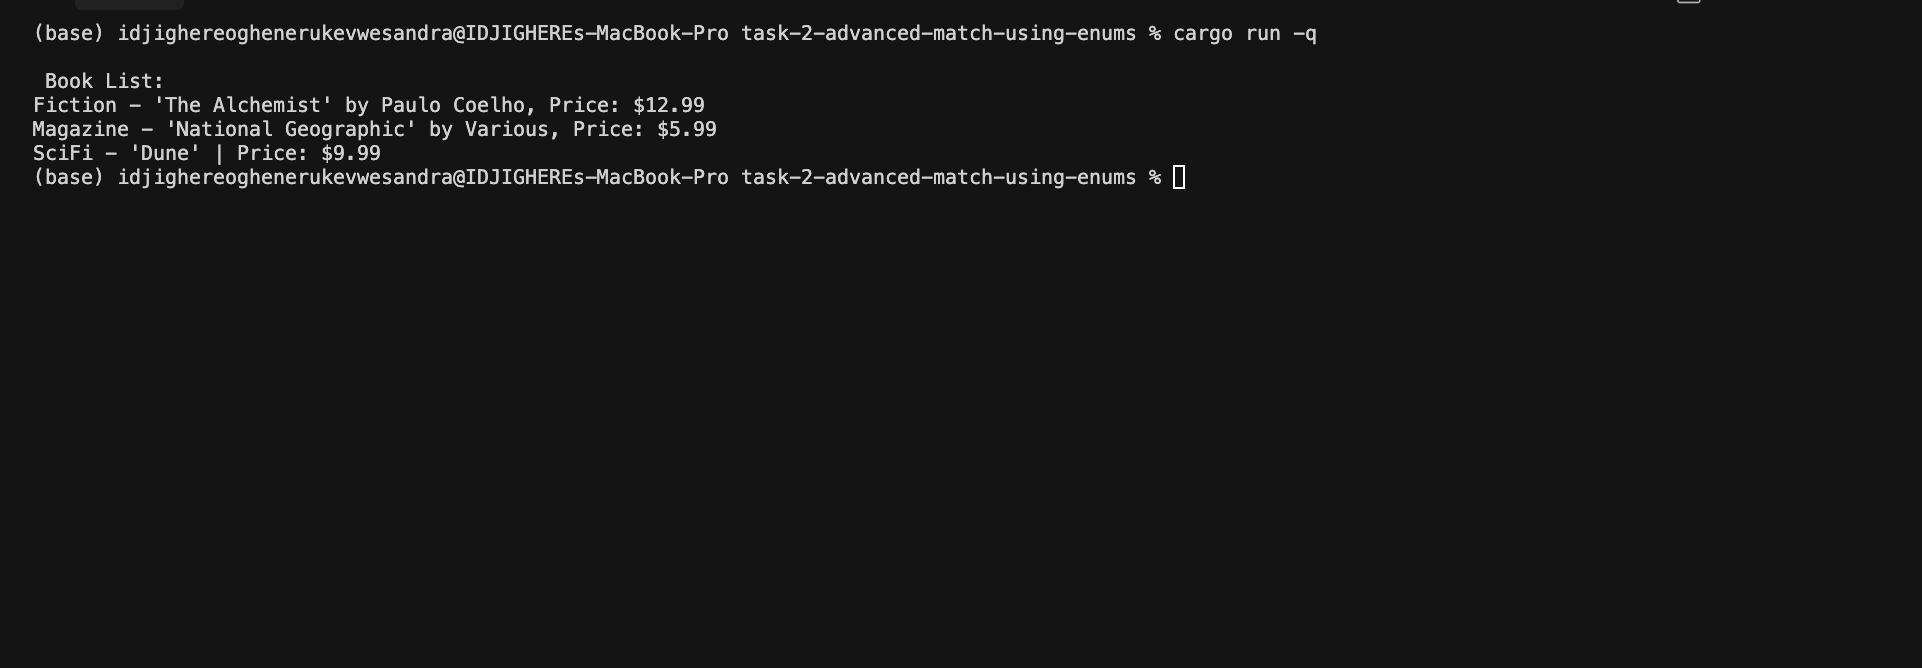 (base) idjighereoghenerukevwesandra@IDJIGHEREs-MacBook-Pro task-2-advanced-match-using-enums % cargo run -q
Book List:
Fiction - 'The Alchemist' by Paulo Coelho, Price: $12.99
Magazine - 'National Geographic' by Various, Price: $5.99
SciFi - 'Dune' | Price: $9.99
(base) idjighereoghenerukevwesandra@IDJIGHEREs-MacBook-Pro task-2-advanced-match-using-enums %